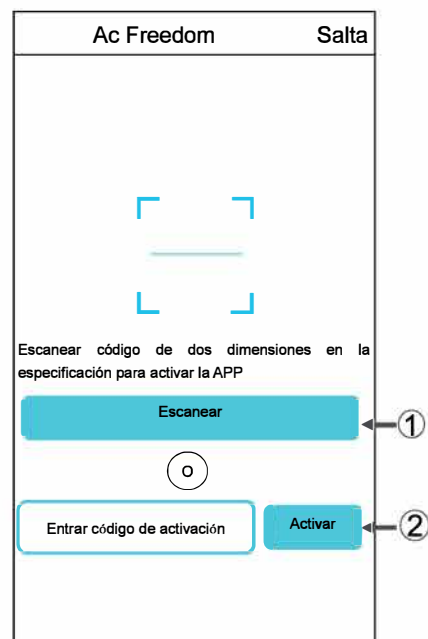 Ac Freedom Salta
Escanear código de dos dimensiones en la
especificación para activar la APP
Escanear
①
O
Entrar código de activación Activar
②